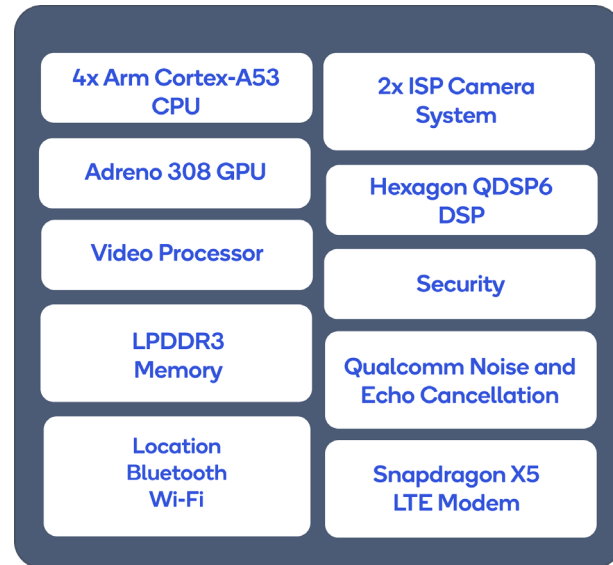 4x Arm Cortex-A53
CPU
Adreno 308 GPU
Video Processor
LPDDR3
Memory
Location
Bluetooth
Wi-Fi
2x ISP Camera
System
Hexagon QDSP6
DSP
Security
Qualcomm Noise and
Echo Cancellation
Snapdragon X5
LTE Modem